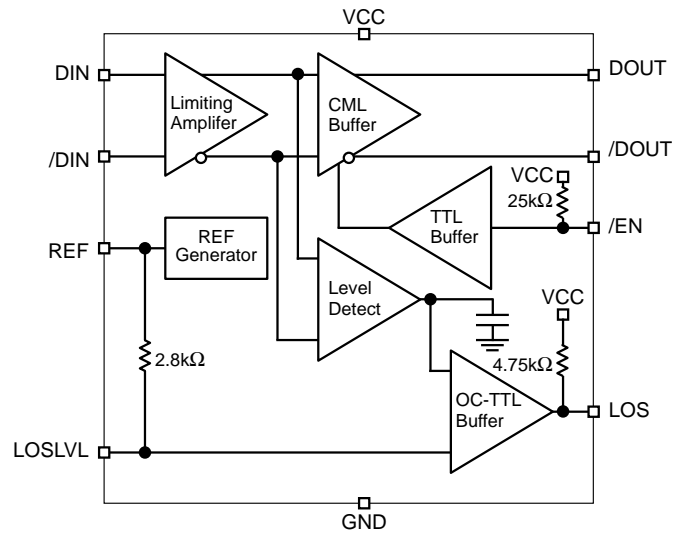 VCC
DIN
DOUT
Limiting
Amplifer
CML
Buffer
/DIN
/DOUT
VCC
25kΩ
TTL
Buffer
/EN
REF
REF
Generator
Level
Detect
VCC
2.8kΩ
4.75kΩ
OC-TTL
Buffer
LOS
LOSLVL
GND